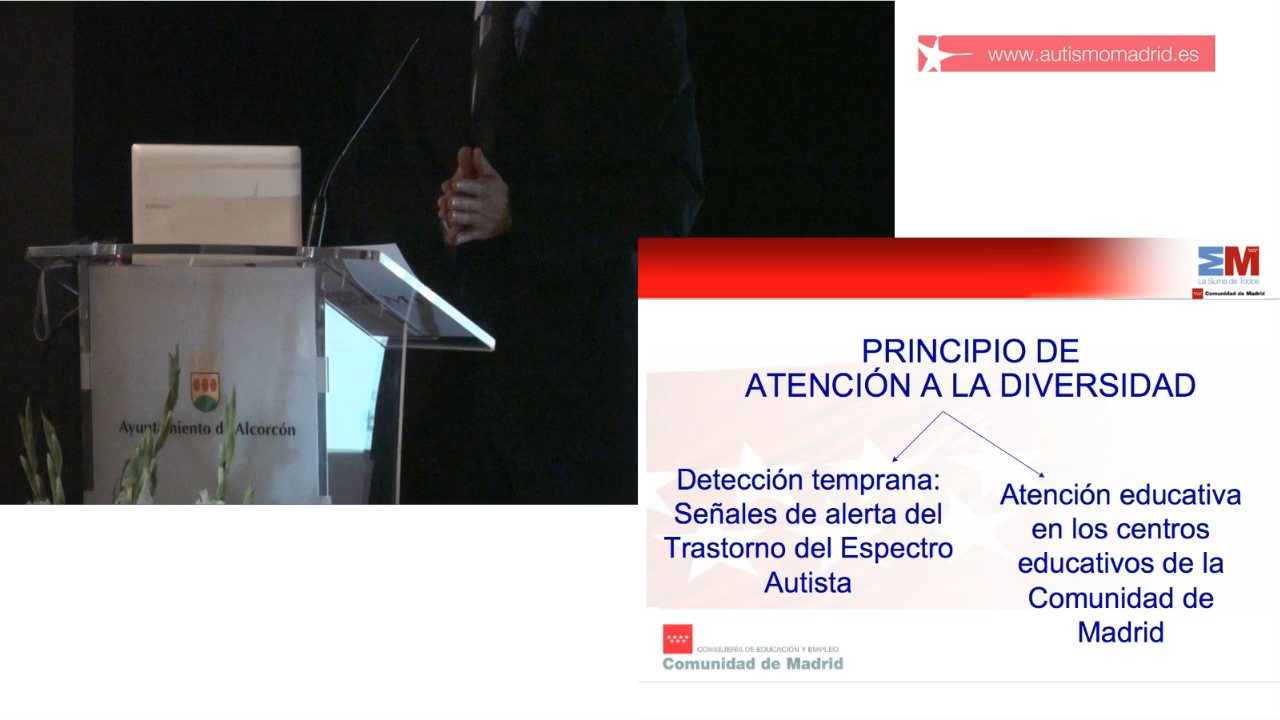 www.autismomadrid.es
Ayuntamiento de Alcorcón
EM
La Suma de Todos
Comunidad de Madrid
PRINCIPIO DE
ATENCIÓN A LA DIVERSIDAD
Detección temprana:
Señales de alerta del
Trastorno del Espectro
Autista
Atención educativa
en los centros
educativos de la
Comunidad de
Madrid
CONSEJERÍA DE EDUCACIÓN Y EMPLEO
Comunidad de Madrid